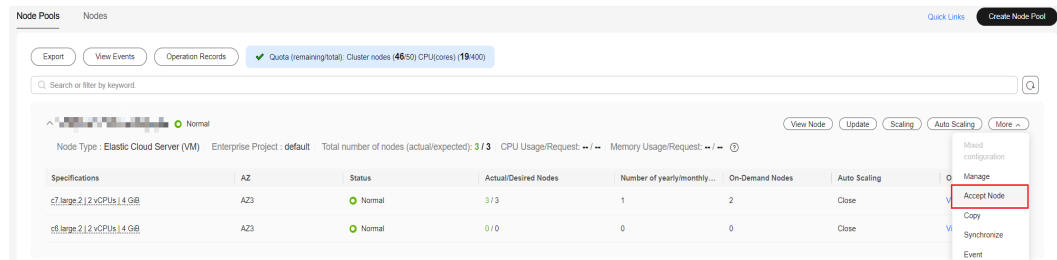 Node Pools Nodes Quick Links Create Node Pool
Export View Events Operation Records Quota (remaining/total): Cluster nodes (46/50) CPU(cores) (19/400)
Search or filter by keyword.
Normal View Node Update Scaling Auto Scaling More
Node Type : Elastic Cloud Server (VM) Enterprise Project : default Total number of nodes (actual/expected): 3 / 3 CPU Usage/Request: -- / -- Memory Usage/Request: -- / --
Mixed
configuration
Manage
Accept Node
Copy
Synchronize
Event
Specifications AZ Status Actual/Desired Nodes Number of yearly/monthly... On-Demand Nodes Auto Scaling
c7.large.2 | 2 vCPUs | 4 GiB AZ3 Normal 3 / 3 1 2 Close
c6.large.2 | 2 vCPUs | 4 GiB AZ3 Normal 0 / 0 0 0 Close